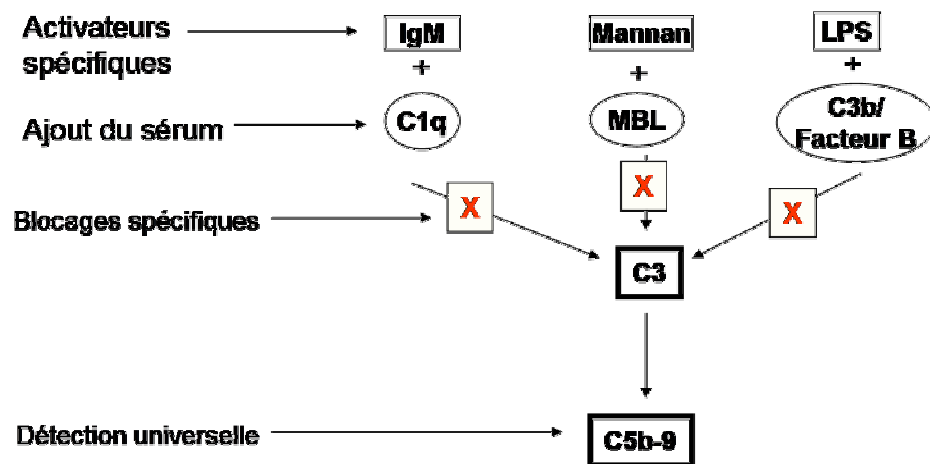 Activateurs
spécifiques
IgM
Mannan
LPS
+
+
+
Ajout du sérum
C1q
MBL
C3b/
Facteur B
Blocages spécifiques
X
X
X
C3
Détection universelle
C5b-9